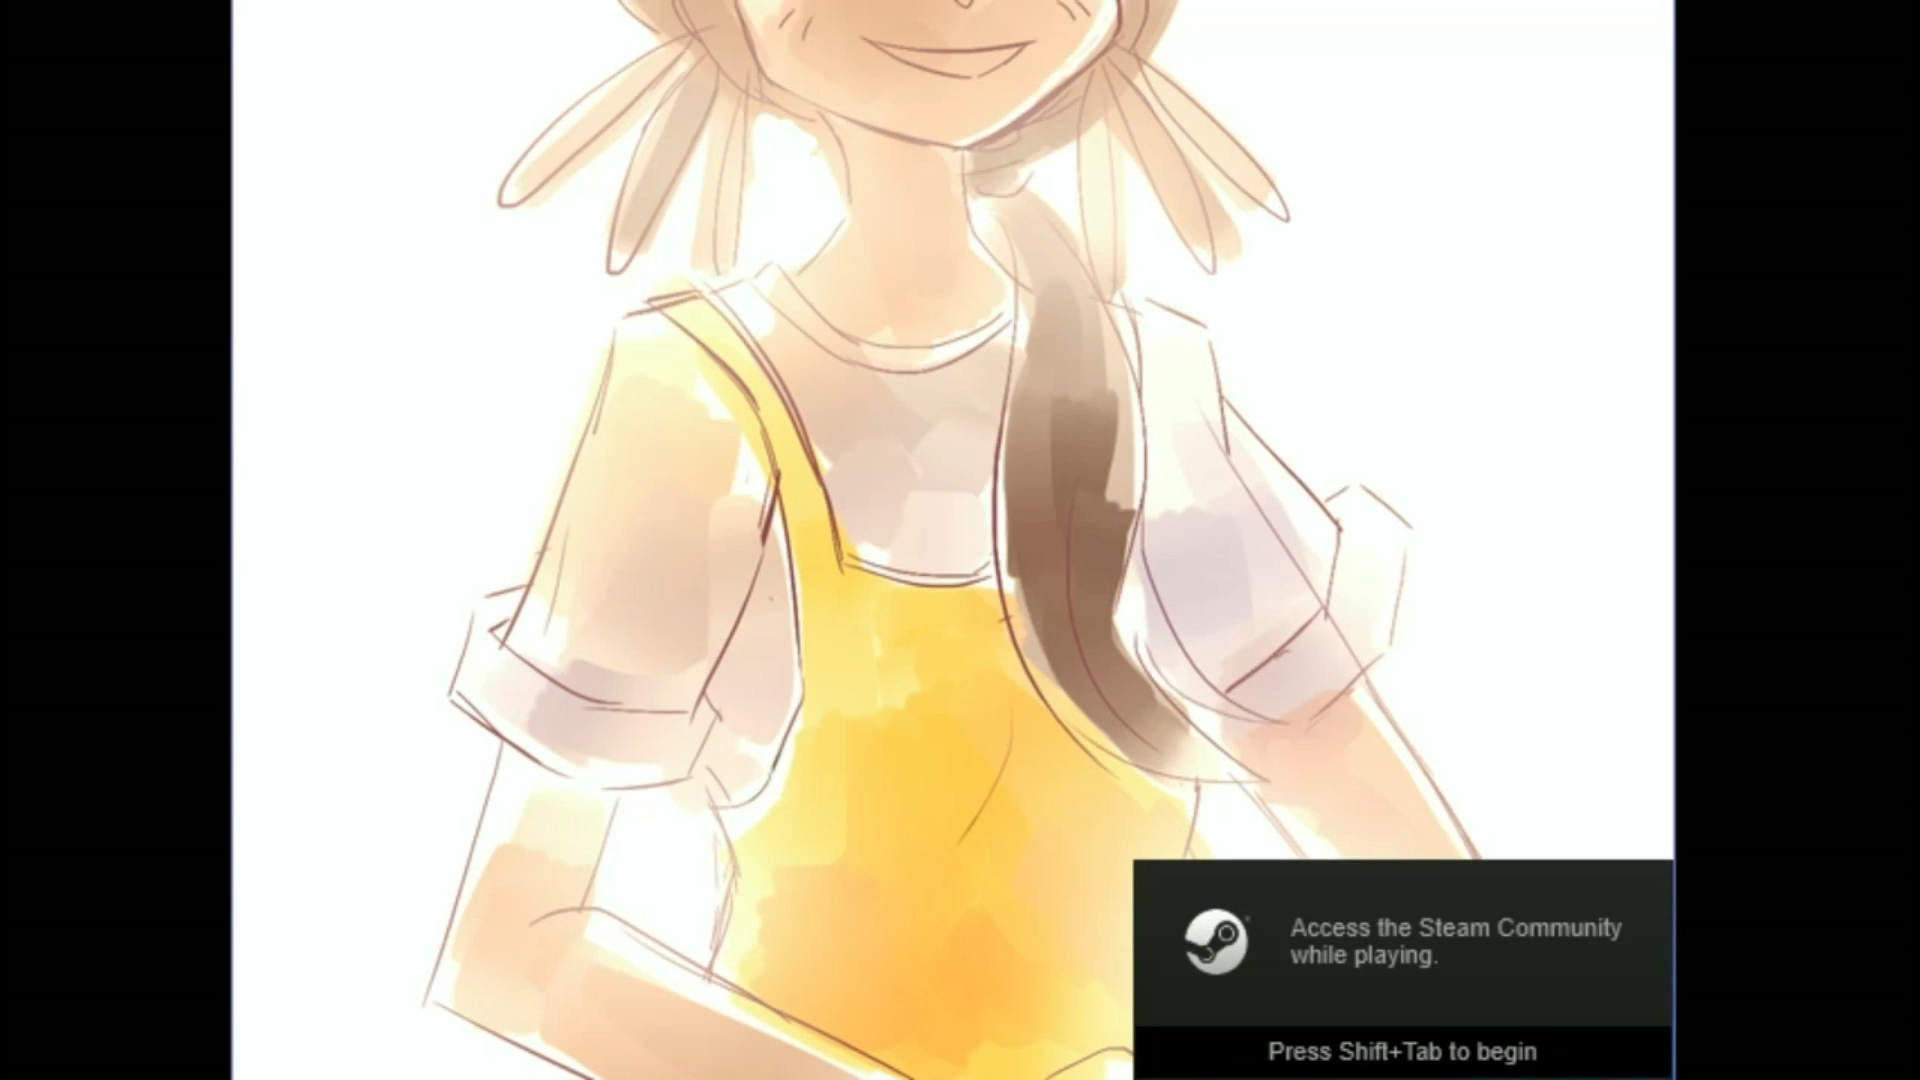 Access the Steam Community
while playing.
Press Shift+Tab to begin